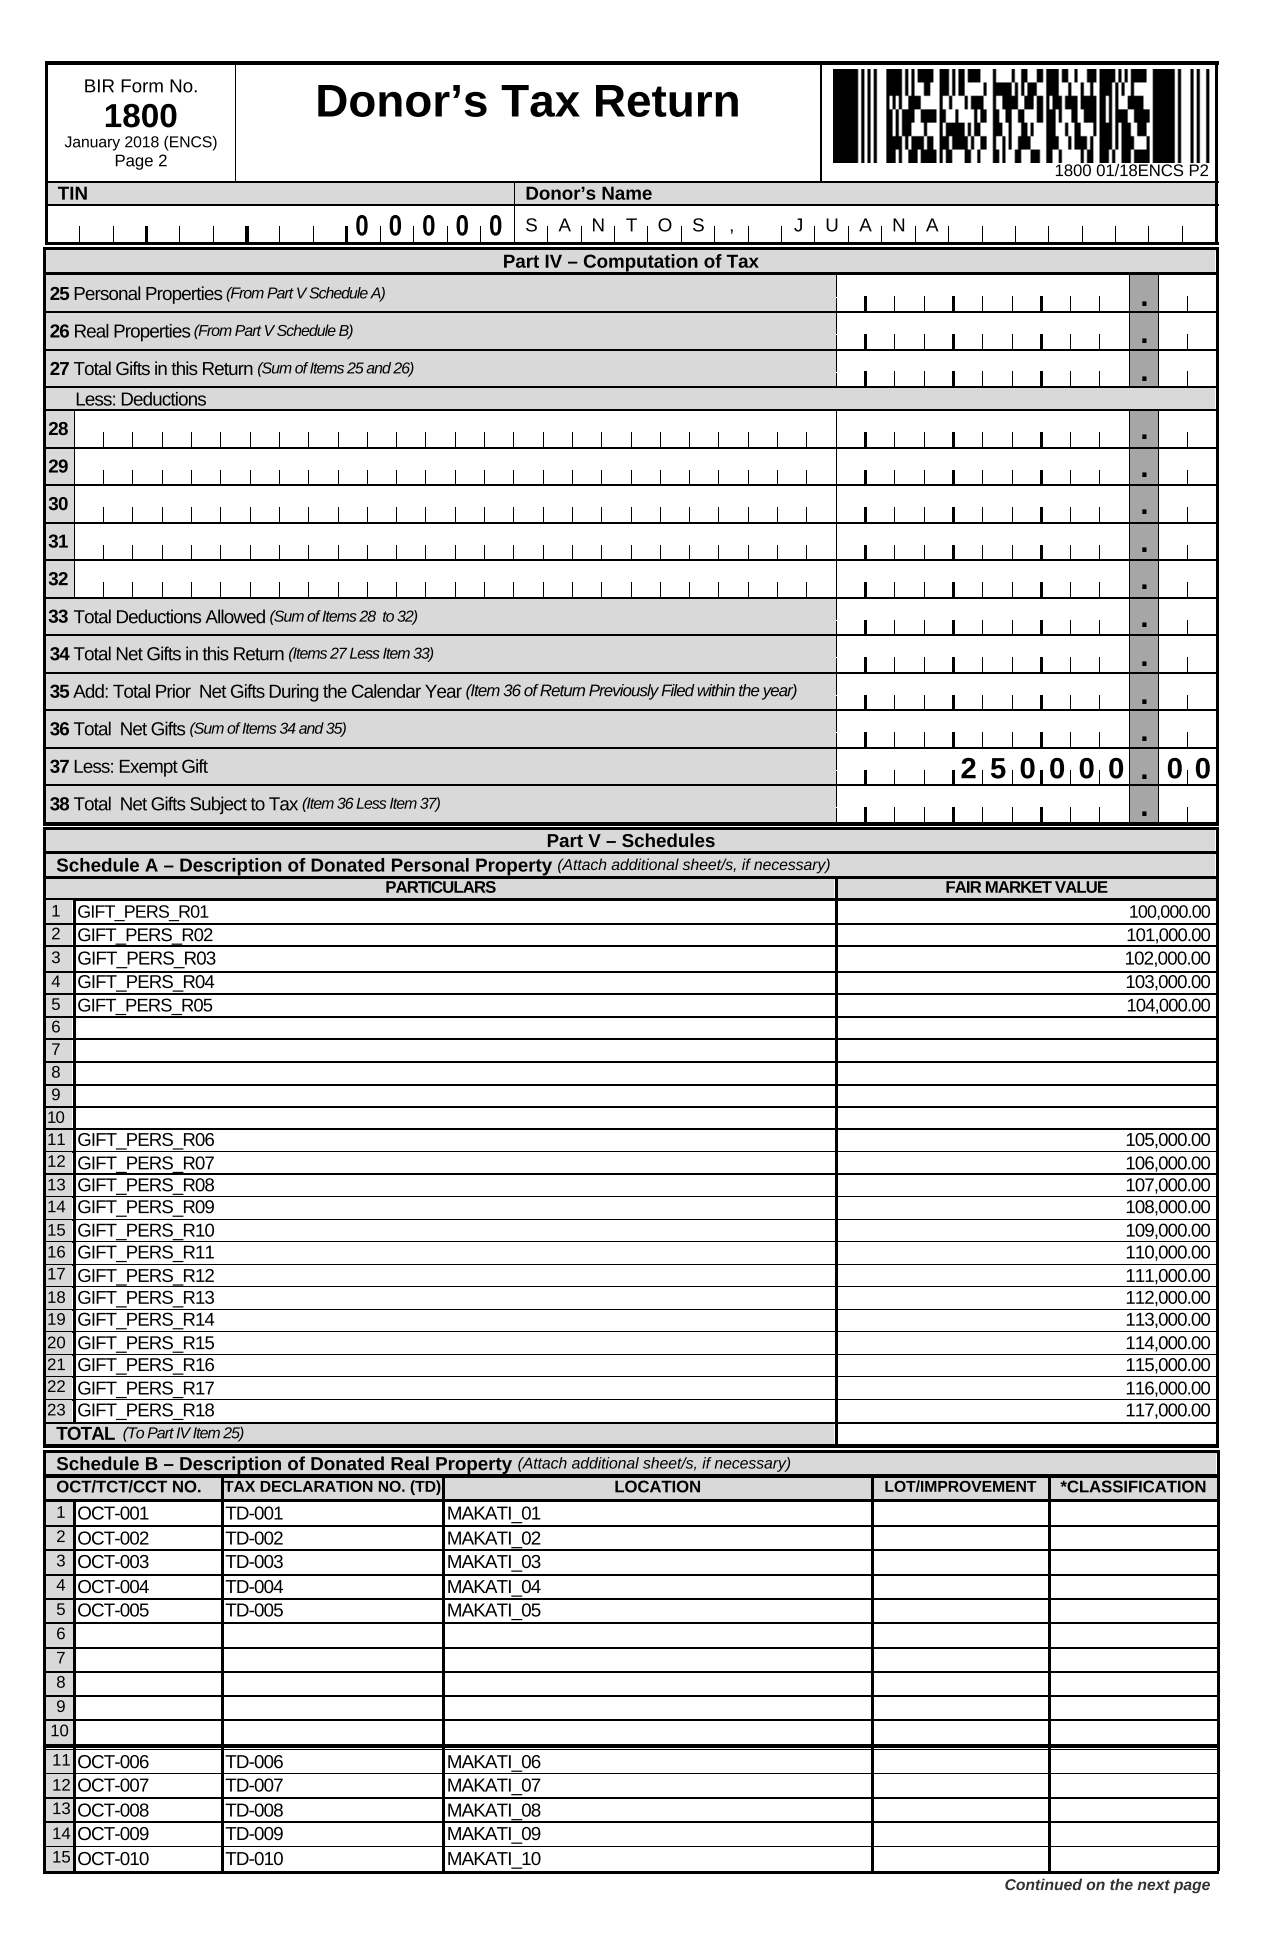 BIR Form No.
1800
January 2018 (ENCS)
Page 2
Donor’s Tax Return
1800 01/18ENCS P2
TIN Donor’s Name
0 0 0 0 0 S A N T O S , J U A N A
Part IV – Computation of Tax
25 Personal Properties (From Part V Schedule A) .
26 Real Properties (From Part V Schedule B) .
27 Total Gifts in this Return (Sum of Items 25 and 26) .
Less: Deductions
28 .
29 .
30 .
31 .
32 .
33 Total Deductions Allowed (Sum of Items 28 to 32) .
34 Total Net Gifts in this Return (Items 27 Less Item 33) .
35 Add: Total Prior Net Gifts During the Calendar Year (Item 36 of Return Previously Filed within the year) .
36 Total Net Gifts (Sum of Items 34 and 35) .
37 Less: Exempt Gift 2 5 0 0 0 0 . 0 0
38 Total Net Gifts Subject to Tax (Item 36 Less Item 37) .
Part V – Schedules
Schedule A – Description of Donated Personal Property (Attach additional sheet/s, if necessary)
PARTICULARS FAIR MARKET VALUE
1 GIFT_PERS_R01 100,000.00
2 GIFT_PERS_R02 101,000.00
3 GIFT_PERS_R03 102,000.00
4 GIFT_PERS_R04 103,000.00
5 GIFT_PERS_R05 104,000.00
6
7
8
9
10
11 GIFT_PERS_R06 105,000.00
12 GIFT_PERS_R07 106,000.00
13 GIFT_PERS_R08 107,000.00
14 GIFT_PERS_R09 108,000.00
15 GIFT_PERS_R10 109,000.00
16 GIFT_PERS_R11 110,000.00
17 GIFT_PERS_R12 111,000.00
18 GIFT_PERS_R13 112,000.00
19 GIFT_PERS_R14 113,000.00
20 GIFT_PERS_R15 114,000.00
21 GIFT_PERS_R16 115,000.00
22 GIFT_PERS_R17 116,000.00
23 GIFT_PERS_R18 117,000.00
TOTAL (To Part IV Item 25)
Schedule B – Description of Donated Real Property (Attach additional sheet/s, if necessary)
OCT/TCT/CCT NO. TAX DECLARATION NO. (TD) LOCATION LOT/IMPROVEMENT *CLASSIFICATION
1 OCT-001 TD-001 MAKATI_01
2 OCT-002 TD-002 MAKATI_02
3 OCT-003 TD-003 MAKATI_03
4 OCT-004 TD-004 MAKATI_04
5 OCT-005 TD-005 MAKATI_05
6
7
8
9
10
11 OCT-006 TD-006 MAKATI_06
12 OCT-007 TD-007 MAKATI_07
13 OCT-008 TD-008 MAKATI_08
14 OCT-009 TD-009 MAKATI_09
15 OCT-010 TD-010 MAKATI_10
Continued on the next page